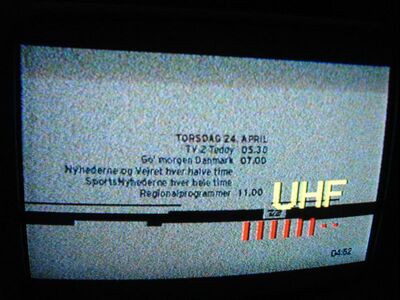 TORSDAG 24. APRIL
TV 2 Teddy 05.30
Go' morgen Danmark 07.00
Nyhederne og Vejret hver halve time
SportsNyhederne hver hele time
Regionalprogrammer 11.00
UHF
04:52